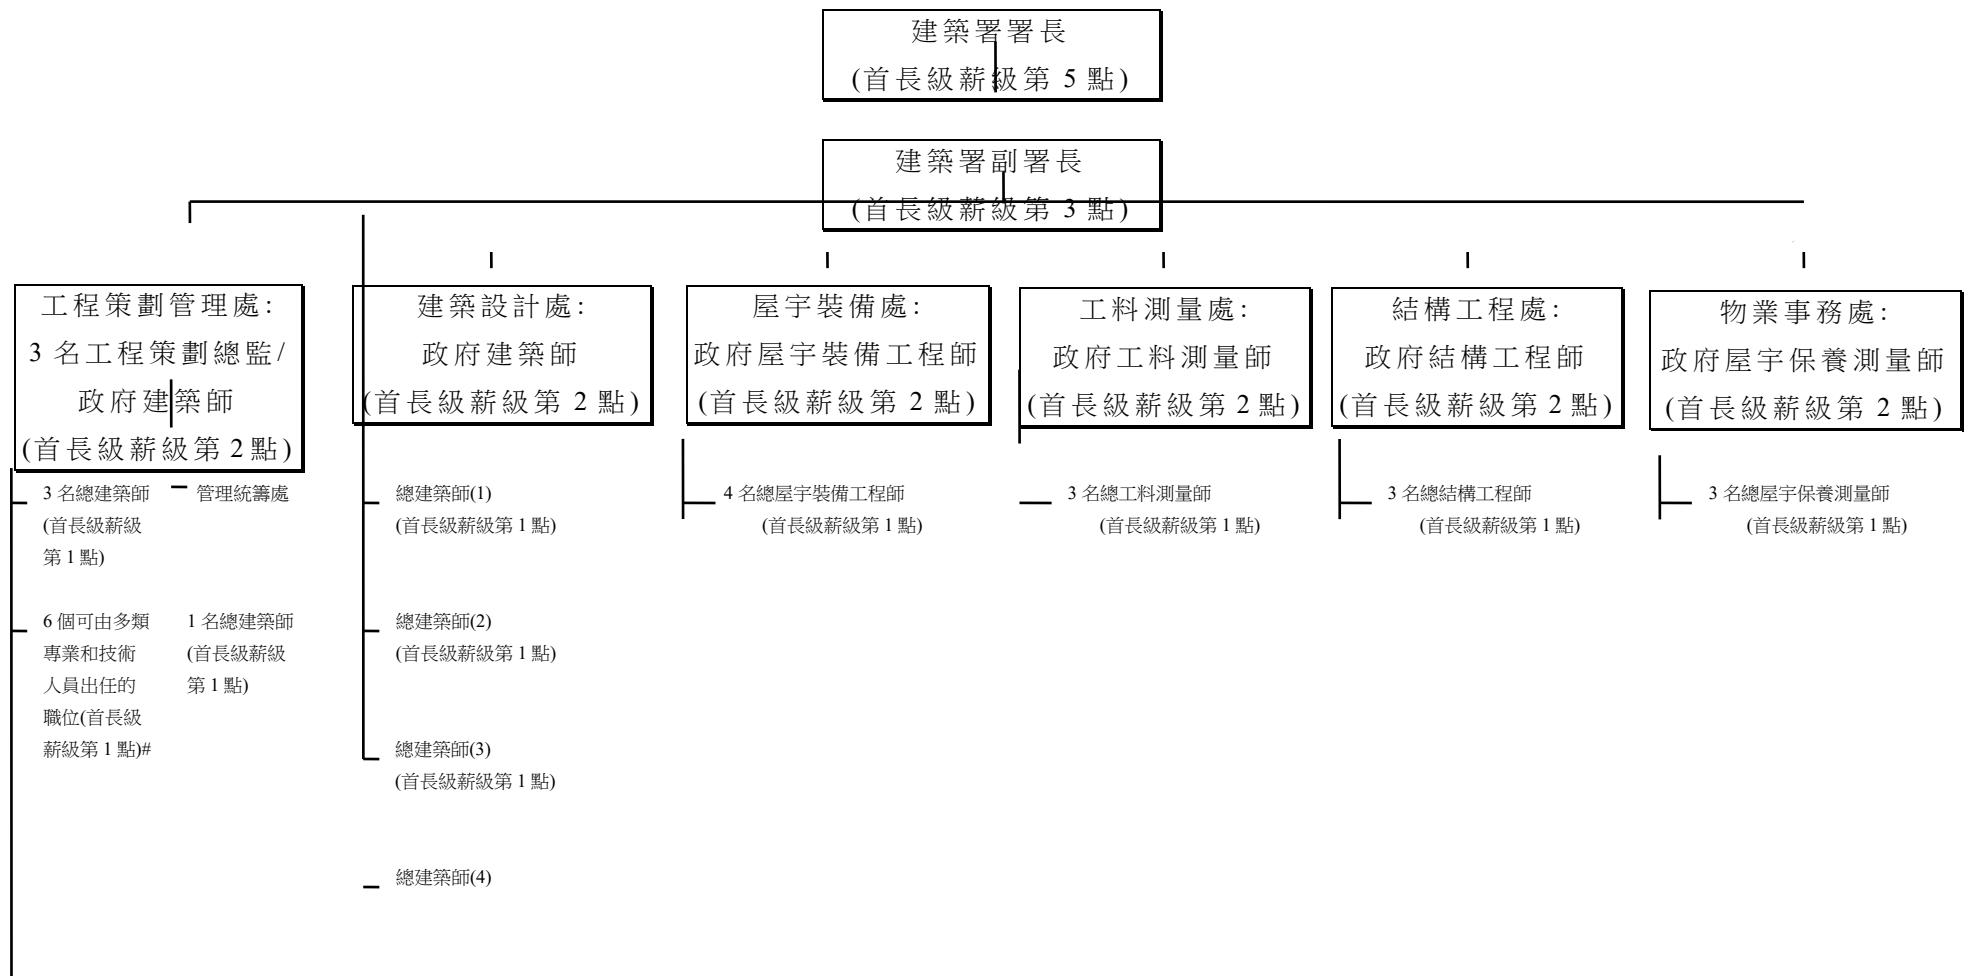 建築署署長
(首長級薪級第 5 點)
建築署副署長
(首長級薪級第 3 點)
工程策劃管理處:
3 名工程策劃總監/
政府建築師
(首長級薪級第 2 點)
建築設計處:
政府建築師
(首長級薪級第 2 點)
屋宇裝備處:
政府屋宇裝備工程師
(首長級薪級第 2 點)
工料測量處:
政府工料測量師
(首長級薪級第 2 點)
結構工程處:
政府結構工程師
(首長級薪級第 2 點)
物業事務處:
政府屋宇保養測量師
(首長級薪級第 2 點)
3 名總建築師
(首長級薪級
第 1 點)
6 個可由多類
專業和技術
人員出任的
職位(首長級
薪級第 1 點)#
管理統籌處
1 名總建築師
(首長級薪級
第 1 點)
總建築師(1)
(首長級薪級第 1 點)
總建築師(2)
(首長級薪級第 1 點)
總建築師(3)
(首長級薪級第 1 點)
總建築師(4)
4 名總屋宇裝備工程師
(首長級薪級第 1 點)
3 名總工料測量師
(首長級薪級第 1 點)
3 名總結構工程師
(首長級薪級第 1 點)
3 名總屋宇保養測量師
(首長級薪級第 1 點)